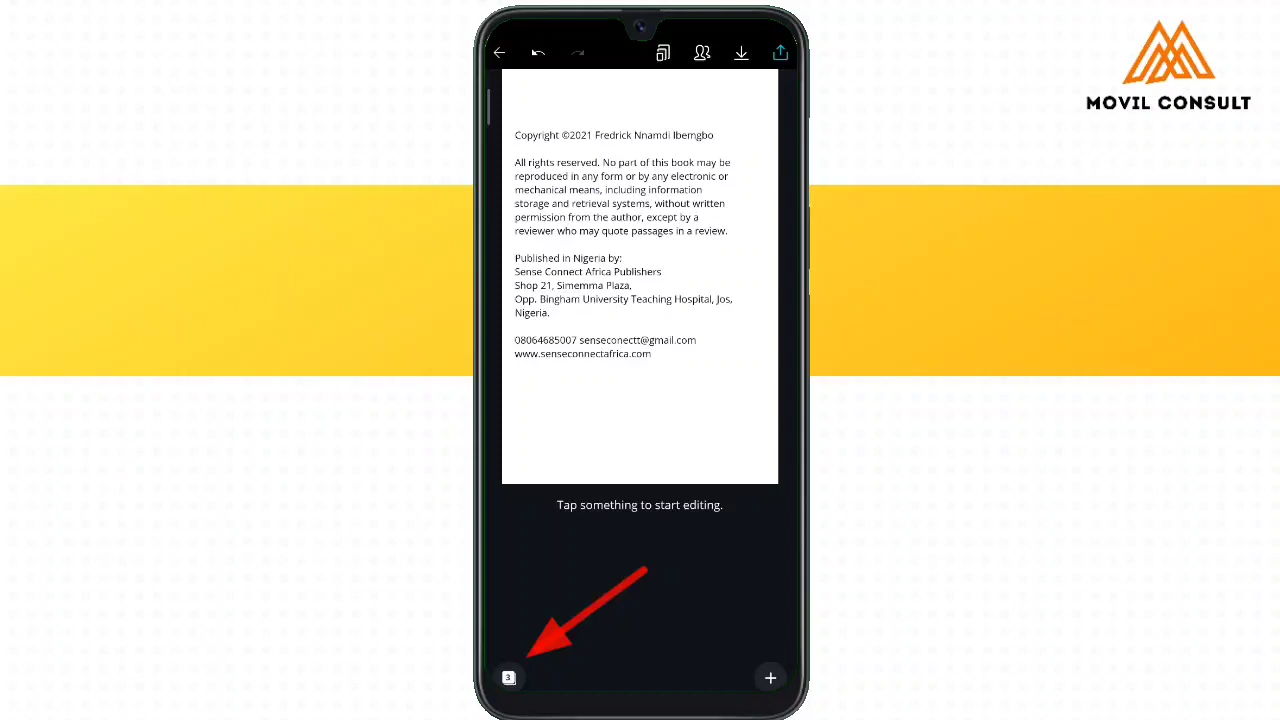 MOVIL CONSULT
Copyright ©2021 Fredrick Nnamdi Ibemgbo
All rights reserved. No part of this book may be
reproduced in any form or by any electronic or
mechanical means, including information
storage and retrieval systems, without written
permission from the author, except by a
reviewer who may quote passages in a review.
Published in Nigeria by:
Sense Connect Africa Publishers
Shop 21, Simemma Plaza,
Opp. Bingham University Teaching Hospital, Jos,
Nigeria.
08064685007 senseconectt@gmail.com
www.senseconnectafrica.com
Tap something to start editing.
3